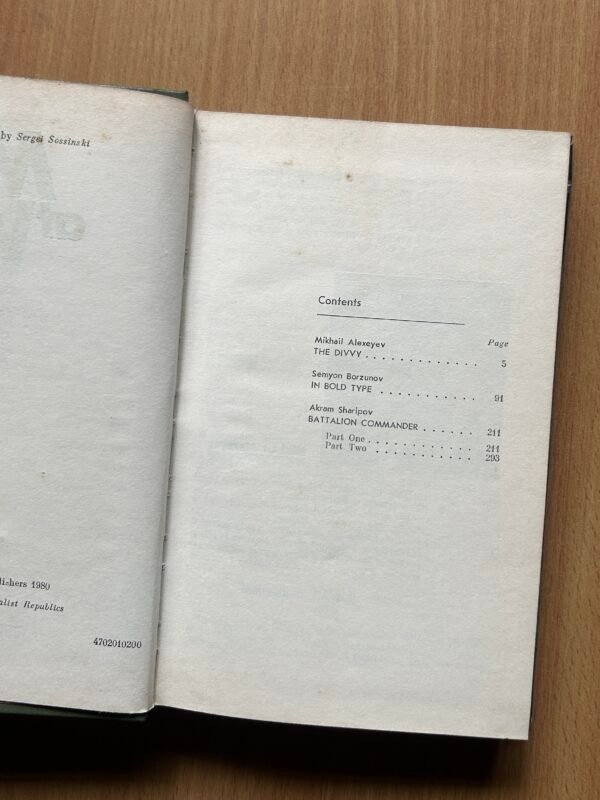 by Sergei Sossinski
lishers 1980
alist Republics
4702010200
Contents
Page
Mikhail Alexeyev
THE DIVVY . . . . . . . . . . . . . 5
Semyon Borzunov
IN BOLD TYPE . . . . . . . . . . . 91
Akram Sharipov
BATTALION COMMANDER . . . . . . 211
Part One . . . . . . . . . . . . 211
Part Two . . . . . . . . . . . 293